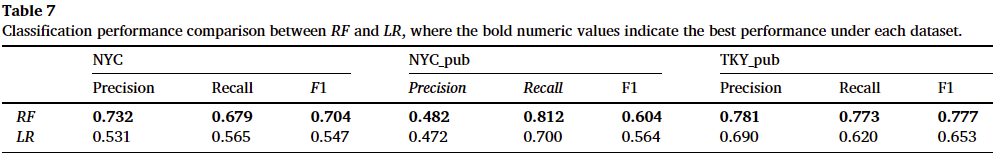 Table 7
Classification performance comparison between RF and LR, where the bold numeric values indicate the best performance under each dataset.
NYC NYC_pub TKY_pub
Precision Recall F1 Precision Recall F1 Precision Recall F1
RF 0.732 0.679 0.704 0.482 0.812 0.604 0.781 0.773 0.777
LR 0.531 0.565 0.547 0.472 0.700 0.564 0.690 0.620 0.653